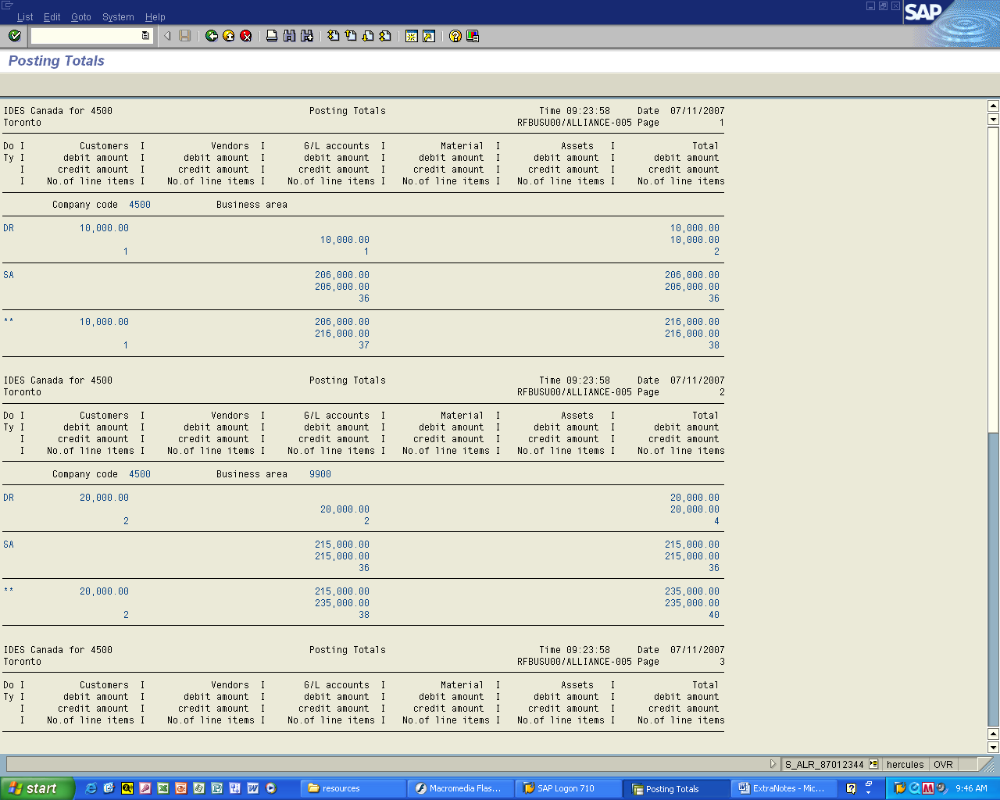 List Edit Goto System Help
SAP
Posting Totals
IDES Canada for 4500 Posting Totals Time 09:23:58 Date 07/11/2007
Toronto RFBUSU00/ALLIANCE-005 Page 1
Do I Customers I Vendors I G/L accounts I Material I Assets I Total
Ty I debit amount I debit amount I debit amount I debit amount I debit amount I debit amount
I credit amount I credit amount I credit amount I credit amount I credit amount I credit amount
I No.of line items I No.of line items I No.of line items I No.of line items I No.of line items I No.of line items
Company code 4500 Business area
DR 10,000.00 10,000.00
10,000.00 10,000.00
1 1 2
SA 206,000.00 206,000.00
206,000.00 206,000.00
36 36
** 10,000.00 206,000.00 216,000.00
216,000.00 216,000.00
1 37 38
IDES Canada for 4500 Posting Totals Time 09:23:58 Date 07/11/2007
Toronto RFBUSU00/ALLIANCE-005 Page 2
Do I Customers I Vendors I G/L accounts I Material I Assets I Total
Ty I debit amount I debit amount I debit amount I debit amount I debit amount I debit amount
I credit amount I credit amount I credit amount I credit amount I credit amount I credit amount
I No.of line items I No.of line items I No.of line items I No.of line items I No.of line items I No.of line items
Company code 4500 Business area 9900
DR 20,000.00 20,000.00
20,000.00 20,000.00
2 2 4
SA 215,000.00 215,000.00
215,000.00 215,000.00
36 36
** 20,000.00 215,000.00 235,000.00
235,000.00 235,000.00
2 38 40
IDES Canada for 4500 Posting Totals Time 09:23:58 Date 07/11/2007
Toronto RFBUSU00/ALLIANCE-005 Page 3
Do I Customers I Vendors I G/L accounts I Material I Assets I Total
Ty I debit amount I debit amount I debit amount I debit amount I debit amount I debit amount
I credit amount I credit amount I credit amount I credit amount I credit amount I credit amount
I No.of line items I No.of line items I No.of line items I No.of line items I No.of line items I No.of line items
S_ALR_87012344 hercules OVR
start resources Macromedia Flas... SAP Logon 710 Posting Totals ExtraNotes - Mic... 9:46 AM